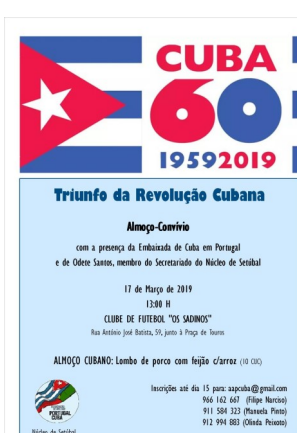 CUBA
60
19592019
Triunfo da Revolução Cubana
Almoço-Convívio
com a presença da Embaixada de Cuba em Portugal
e de Odete Santos, membro do Secretariado do Núcleo de Setúbal
17 de Março de 2019
13:00 H
CLUBE DE FUTEBOL "OS SADINOS"
Rua António José Batista, 59, junto à Praça de Touros
ALMOÇO CUBANO: Lombo de porco com feijão c/arroz (10 CUC)
Inscrições até dia 15 para: aapcuba@gmail.com
966 162 667 (Filipe Narciso)
911 584 323 (Manuela Pinto)
912 994 883 (Olinda Peixoto)
PORTUGAL
CUBA
Núcleo de Setúbal